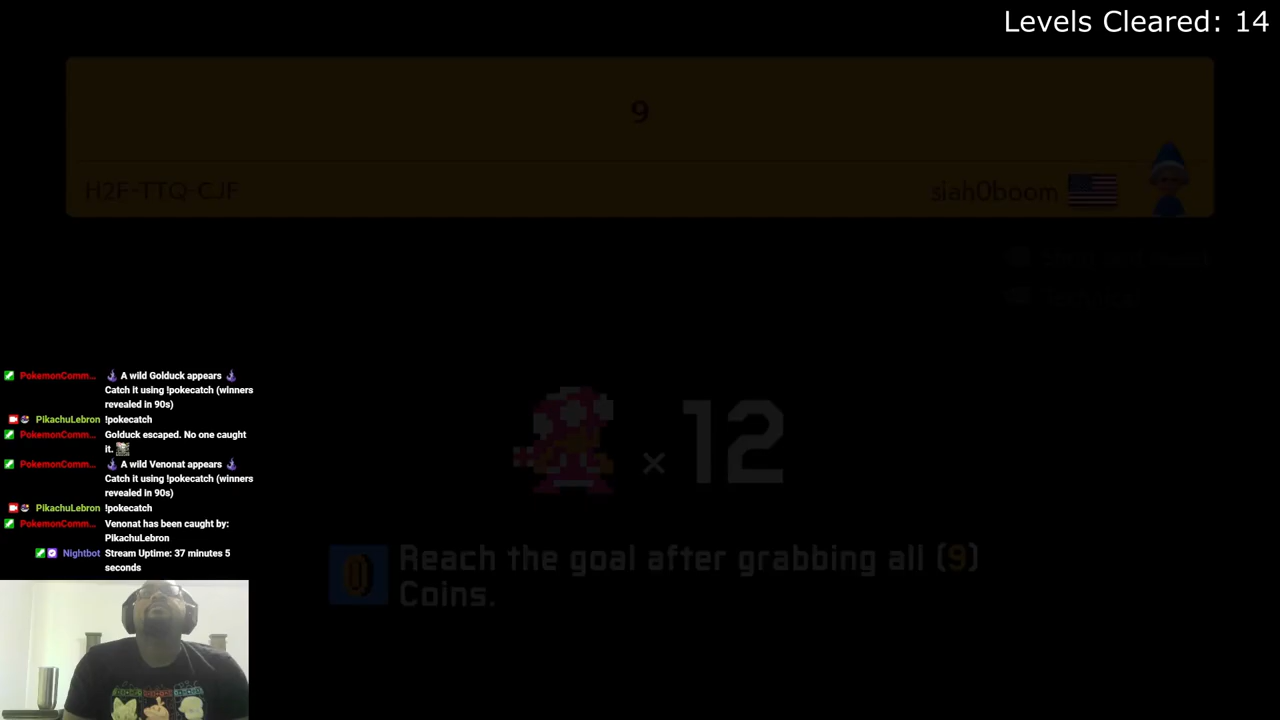 Levels Cleared: 14
9
H2F-TTQ-CJF
siah0boom
× 12
Reach the goal after grabbing all (9)
Coins.
PokemonComm... A wild Golduck appears
Catch it using !pokecatch (winners
revealed in 90s)
PikachuLebron !pokecatch
PokemonComm... Golduck escaped. No one caught
it.
PokemonComm... A wild Venonat appears
Catch it using !pokecatch (winners
revealed in 90s)
PikachuLebron !pokecatch
PokemonComm... Venonat has been caught by:
PikachuLebron
Nightbot Stream Uptime: 37 minutes 5
seconds